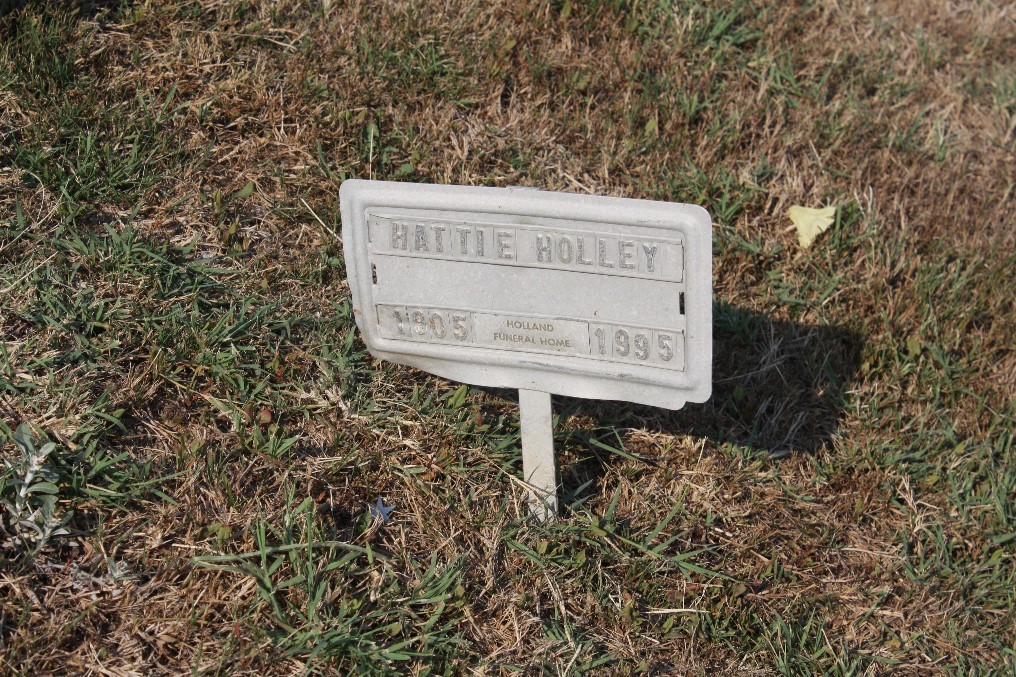 HATTIE HOLLEY
1905 HOLLAND FUNERAL HOME 1995